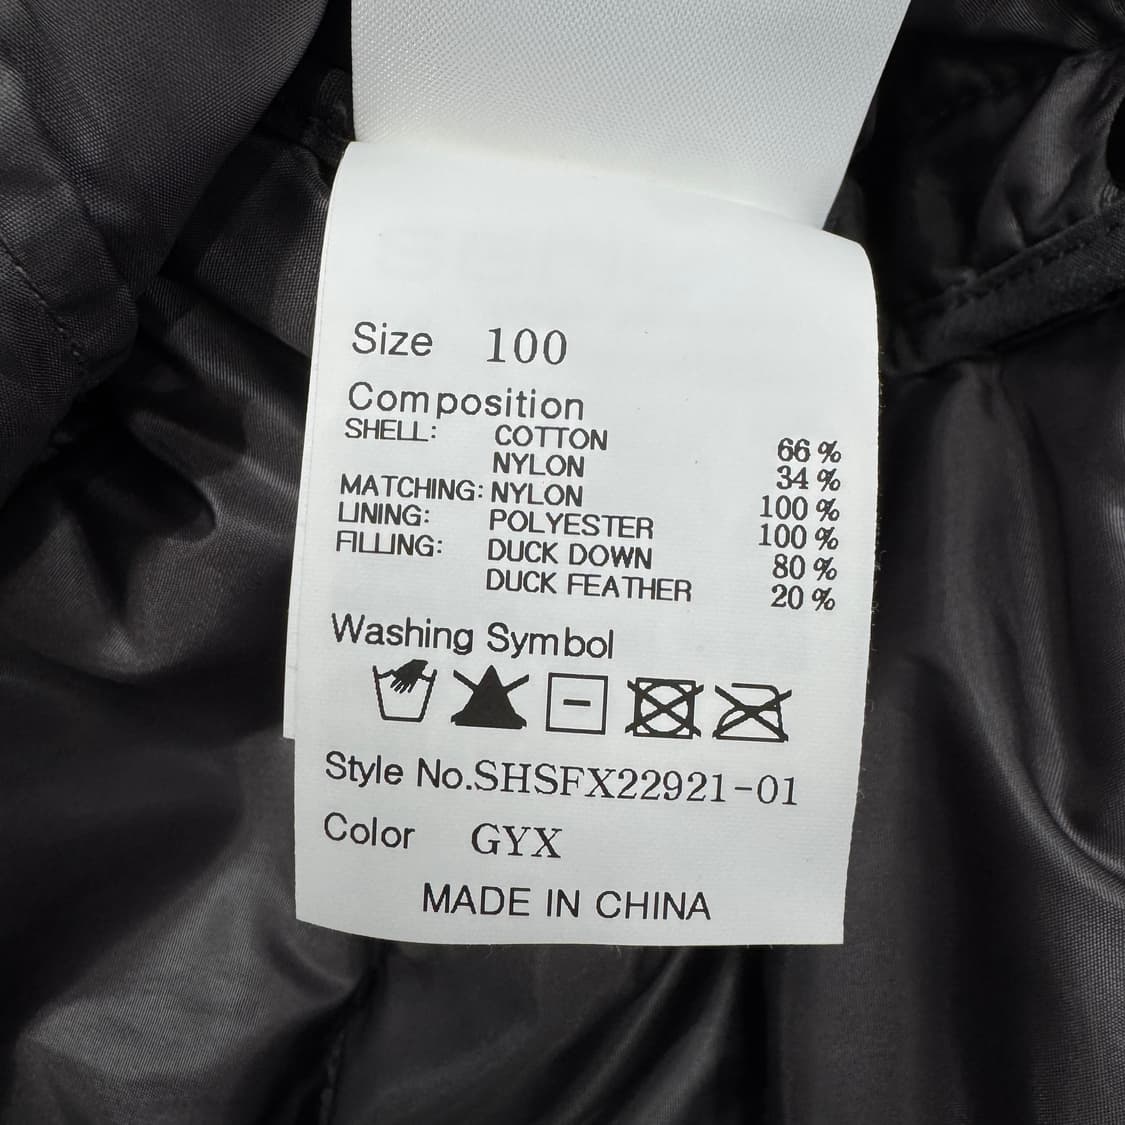 Size 100
Composition
SHELL: COTTON 66 %
NYLON 34 %
MATCHING: NYLON 100 %
LINING: POLYESTER 100 %
FILLING: DUCK DOWN 80 %
DUCK FEATHER 20 %
Washing Symbol
Style No.SHSFX22921-01
Color GYX
MADE IN CHINA